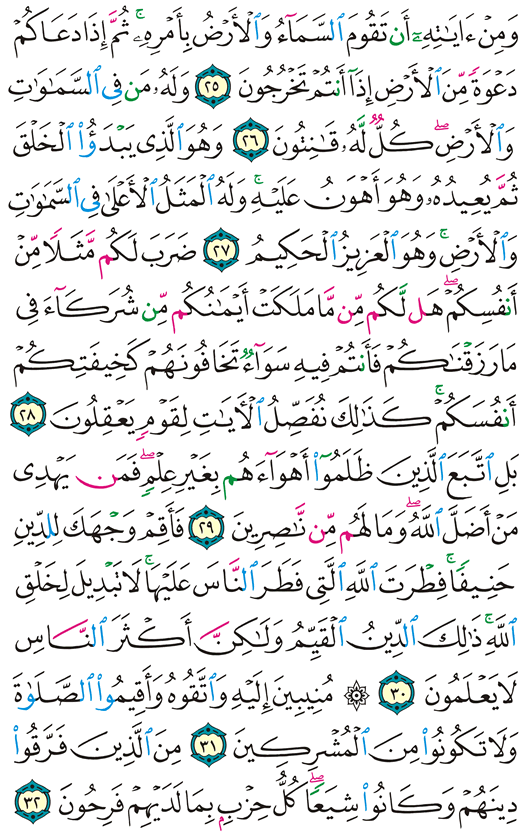 وَمِنْ ءَايَٰتِهِۦٓ أَن تَقُومَ ٱلسَّمَآءُ وَٱلْأَرْضُ بِأَمْرِهِۦ ۚ ثُمَّ إِذَا دَعَاكُمْ
دَعْوَةً مِّنَ ٱلْأَرْضِ إِذَآ أَنتُمْ تَخْرُجُونَ ٢٥ وَلَهُۥ مَن فِى ٱلسَّمَٰوَٰتِ
وَٱلْأَرْضِ ۖ كُلٌّ لَّهُۥ قَٰنِتُونَ ٢٦ وَهُوَ ٱلَّذِى يَبْدَؤُا۟ ٱلْخَلْقَ
ثُمَّ يُعِيدُهُۥ وَهُوَ أَهْوَنُ عَلَيْهِ ۚ وَلَهُ ٱلْمَثَلُ ٱلْأَعْلَىٰ فِى ٱلسَّمَٰوَٰتِ
وَٱلْأَرْضِ ۚ وَهُوَ ٱلْعَزِيزُ ٱلْحَكِيمُ ٢٧ ضَرَبَ لَكُم مَّثَلًا مِّنْ
أَنفُسِكُمْ ۖ هَل لَّكُم مِّن مَّا مَلَكَتْ أَيْمَٰنُكُم مِّن شُرَكَآءَ فِى
مَا رَزَقْنَٰكُمْ فَأَنتُمْ فِيهِ سَوَآءٌ تَخَافُونَهُمْ كَخِيفَتِكُمْ
أَنفُسَكُمْ ۚ كَذَٰلِكَ نُفَصِّلُ ٱلْءَايَٰتِ لِقَوْمٍ يَعْقِلُونَ ٢٨
بَلِ ٱتَّبَعَ ٱلَّذِينَ ظَلَمُوٓا۟ أَهْوَآءَهُم بِغَيْرِ عِلْمٍ ۖ فَمَن يَهْدِى
مَنْ أَضَلَّ ٱللَّهُ ۖ وَمَا لَهُم مِّن نَّٰصِرِينَ ٢٩ فَأَقِمْ وَجْهَكَ لِلدِّينِ
حَنِيفًا ۚ فِطْرَتَ ٱللَّهِ ٱلَّتِى فَطَرَ ٱلنَّاسَ عَلَيْهَا ۚ لَا تَبْدِيلَ لِخَلْقِ
ٱللَّهِ ۚ ذَٰلِكَ ٱلدِّينُ ٱلْقَيِّمُ وَلَٰكِنَّ أَكْثَرَ ٱلنَّاسِ
لَا يَعْلَمُونَ ٣٠ ۞ مُنِيبِينَ إِلَيْهِ وَٱتَّقُوهُ وَأَقِيمُوا۟ ٱلصَّلَوٰةَ
وَلَا تَكُونُوا۟ مِنَ ٱلْمُشْرِكِينَ ٣١ مِنَ ٱلَّذِينَ فَرَّقُوا۟
دِينَهُمْ وَكَانُوا۟ شِيَعًا ۖ كُلُّ حِزْبٍۭ بِمَا لَدَيْهِمْ فَرِحُونَ ٣٢